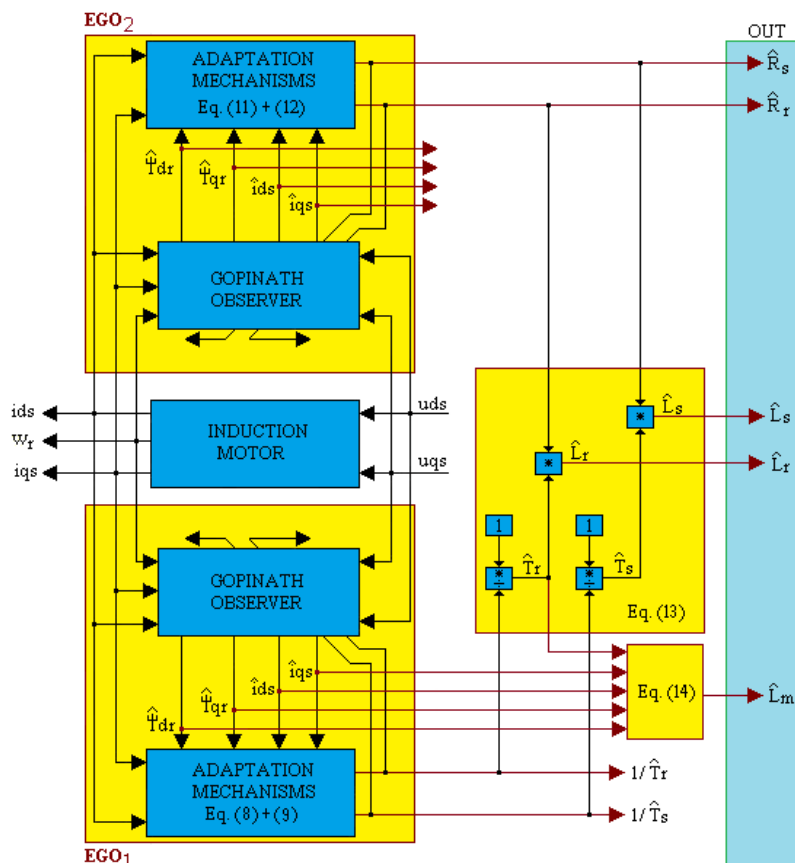 EGO₂
OUT
ADAPTATION
MECHANISMS
Eq. (11) + (12)
R̂s
R̂r
Ψ̂dr
Ψ̂qr
îds
îqs
GOPINATH
OBSERVER
ids
wr
iqs
INDUCTION
MOTOR
uds
uqs
*
L̂s
L̂s
*
L̂r
L̂r
1
1
*
÷
T̂r
*
÷
T̂s
Eq. (13)
GOPINATH
OBSERVER
îqs
îds
Ψ̂qr
Ψ̂dr
Eq. (14)
L̂m
ADAPTATION
MECHANISMS
Eq. (8) + (9)
1/T̂r
1/T̂s
EGO₁